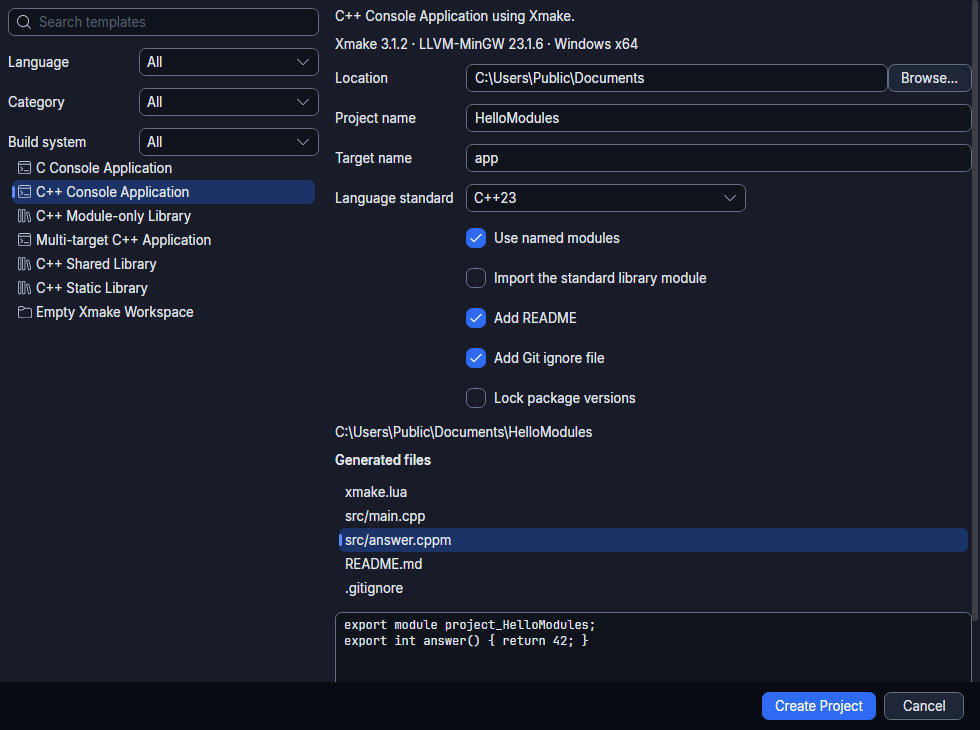 Search templates
Language
All
Category
All
Build system
All
C Console Application
C++ Console Application
C++ Module-only Library
Multi-target C++ Application
C++ Shared Library
C++ Static Library
Empty Xmake Workspace
C++ Console Application using Xmake.
Xmake 3.1.2 · LLVM-MinGW 23.1.6 · Windows x64
Location
C:\Users\Public\Documents
Browse...
Project name
HelloModules
Target name
app
Language standard
C++23
Use named modules
Import the standard library module
Add README
Add Git ignore file
Lock package versions
C:\Users\Public\Documents\HelloModules
Generated files
xmake.lua
src/main.cpp
src/answer.cppm
README.md
.gitignore
export module project_HelloModules;
export int answer() { return 42; }
Create Project
Cancel